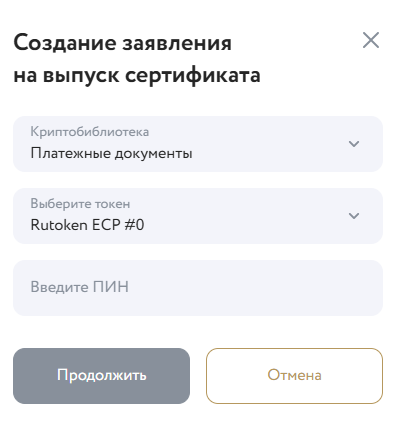 Создание заявления
на выпуск сертификата
Криптобиблиотека
Платежные документы
Выберите токен
Rutoken ECP #0
Введите ПИН
Продолжить
Отмена